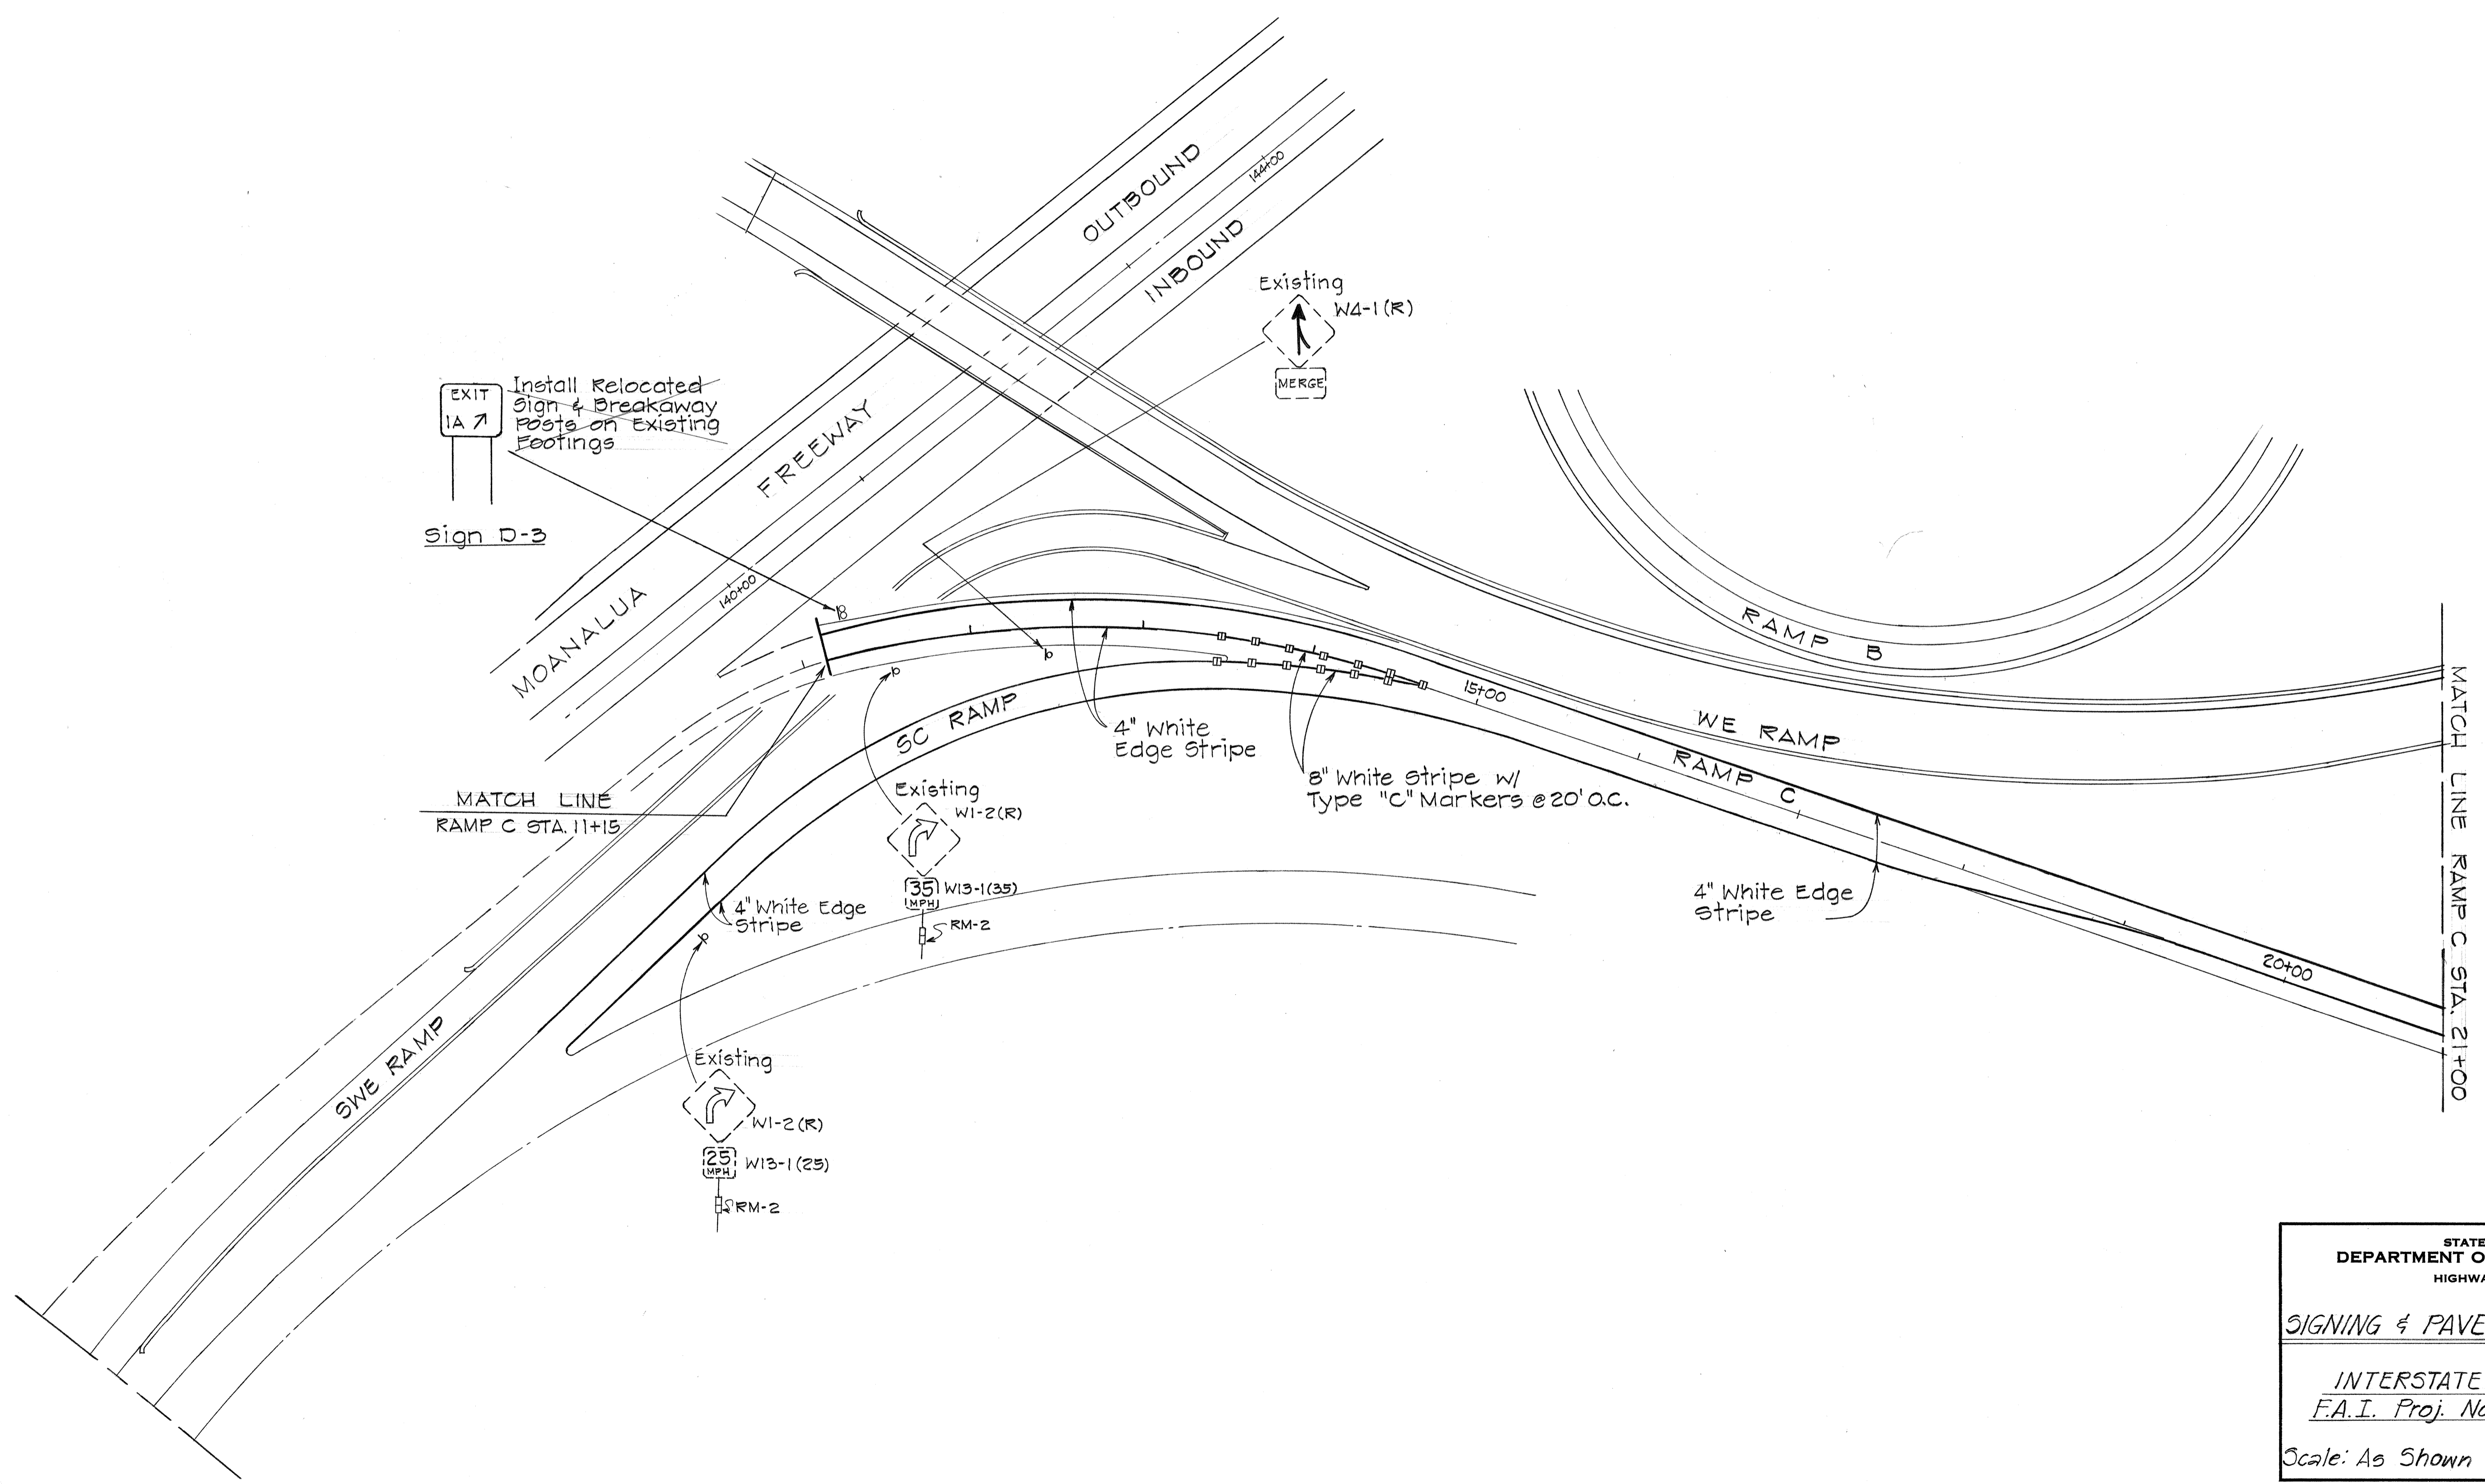 OUTBOUND
144+00
INBOUND
Existing
W4-1(R)
MERGE
EXIT
1A
Install Relocated
Sign & Breakaway
Posts on Existing
Footings
Sign D-3
MOANALUA FREEWAY
140+00
RAMP B
WE RAMP
RAMP C
15+00
20+00
SC RAMP
4" White
Edge Stripe
8" White Stripe w/
Type "C" Markers @ 20' O.C.
MATCH LINE
RAMP C STA. 11+15
Existing
W1-2(R)
35
MPH
W13-1(35)
RM-2
4" White Edge
Stripe
4" White Edge
Stripe
MATCH LINE RAMP C STA. 21+00
SWE RAMP
Existing
W1-2(R)
25
MPH
W13-1(25)
RM-2
STATE
DEPARTMENT O
HIGHWA
SIGNING & PAVE
INTERSTATE
F.A.I. Proj. No
Scale: As Shown